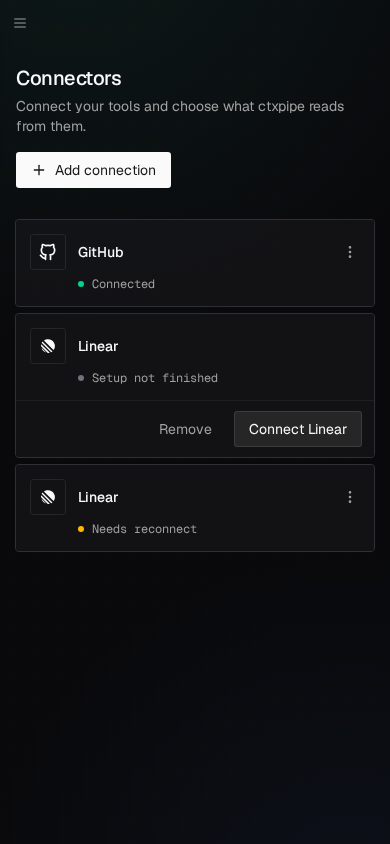 Connectors
Connect your tools and choose what ctxpipe reads
from them.
Add connection
GitHub
Connected
Linear
Setup not finished
Remove
Connect Linear
Linear
Needs reconnect